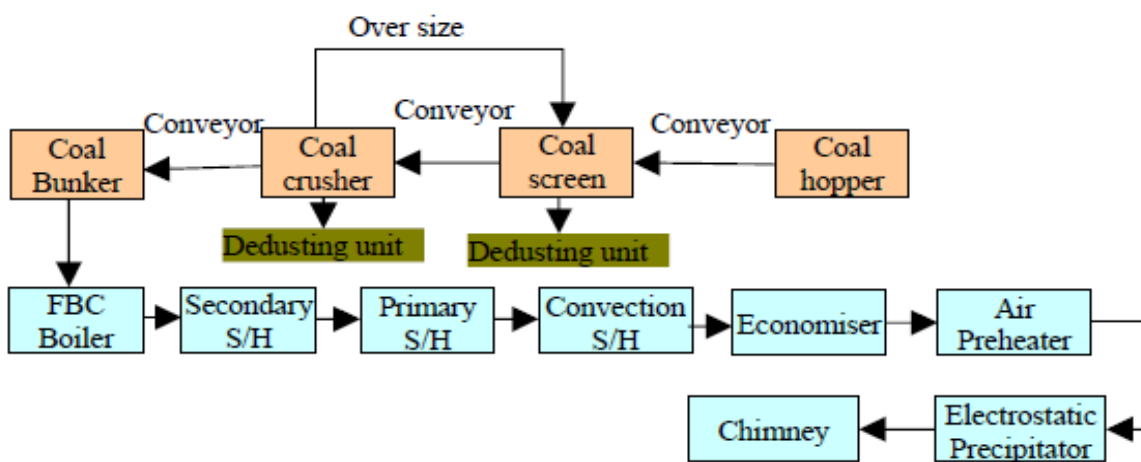 Over size
Conveyor
Conveyor
Conveyor
Coal
Bunker
Coal
crusher
Coal
screen
Coal
hopper
Dedusting unit
Dedusting unit
FBC
Boiler
Secondary
S/H
Primary
S/H
Convection
S/H
Economiser
Air
Preheater
Chimney
Electrostatic
Precipitator